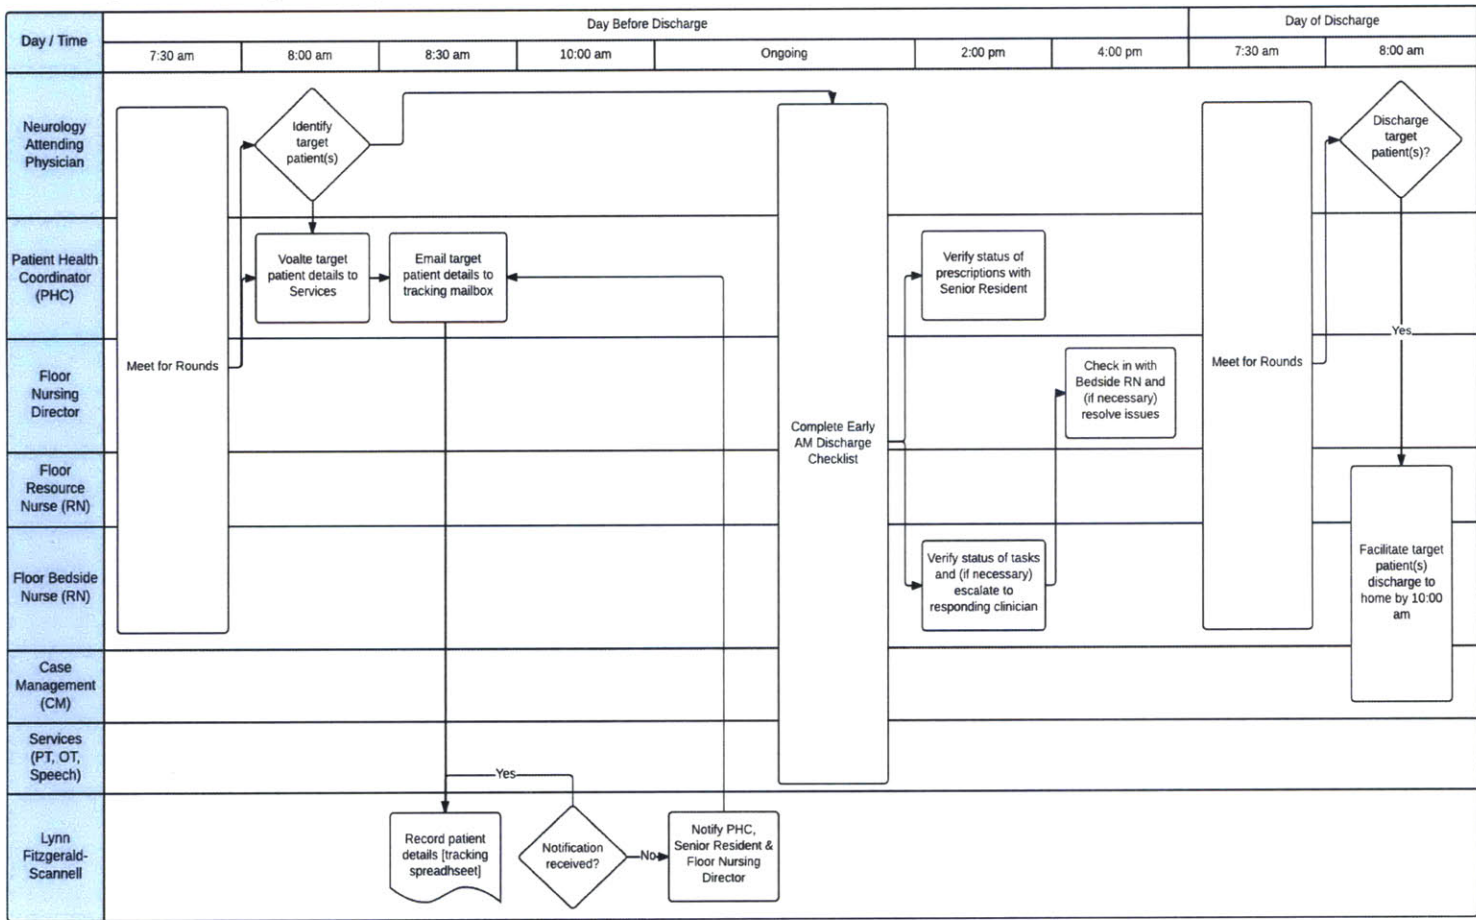 Day / Time
Day Before Discharge
Day of Discharge
7:30 am
8:00 am
8:30 am
10:00 am
Ongoing
2:00 pm
4:00 pm
7:30 am
8:00 am
Neurology
Attending
Physician
Identify
target
patient(s)
Discharge
target
patient(s)?
Patient Health
Coordinator
(PHC)
Voalte target
patient details to
Services
Email target
patient details to
tracking mailbox
Verify status of
prescriptions with
Senior Resident
Yes
Floor
Nursing
Director
Meet for Rounds
Check in with
Bedside RN and
(if necessary)
resolve issues
Meet for Rounds
Complete Early
AM Discharge
Checklist
Floor
Resource
Nurse (RN)
Floor Bedside
Nurse (RN)
Verify status of tasks
and (if necessary)
escalate to
responding clinician
Facilitate target
patient(s)
discharge to
home by 10:00
am
Case
Management
(CM)
Services
(PT, OT,
Speech)
Yes
Lynn
Fitzgerald-
Scannell
Record patient
details [tracking
spreadhseet]
Notification
received?
No
Notify PHC,
Senior Resident &
Floor Nursing
Director